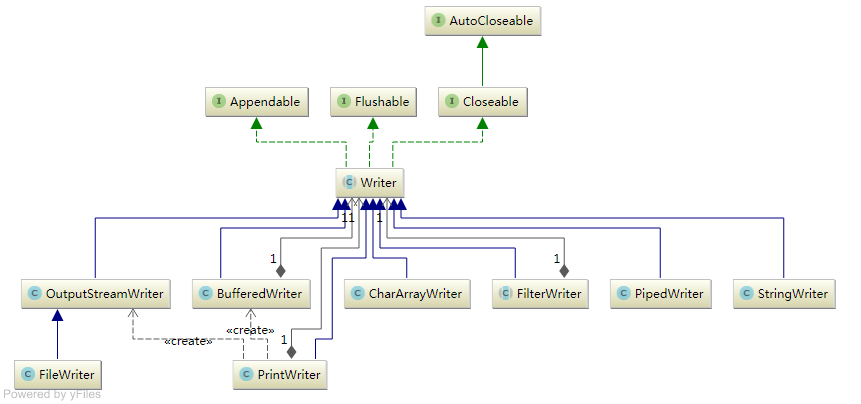 I AutoCloseable
I Appendable
I Flushable
I Closeable
C Writer
11
1
1
1
C OutputStreamWriter
C BufferedWriter
C CharArrayWriter
C FilterWriter
C PipedWriter
C StringWriter
«create»
«create»
1
C FileWriter
C PrintWriter
Powered by yFiles